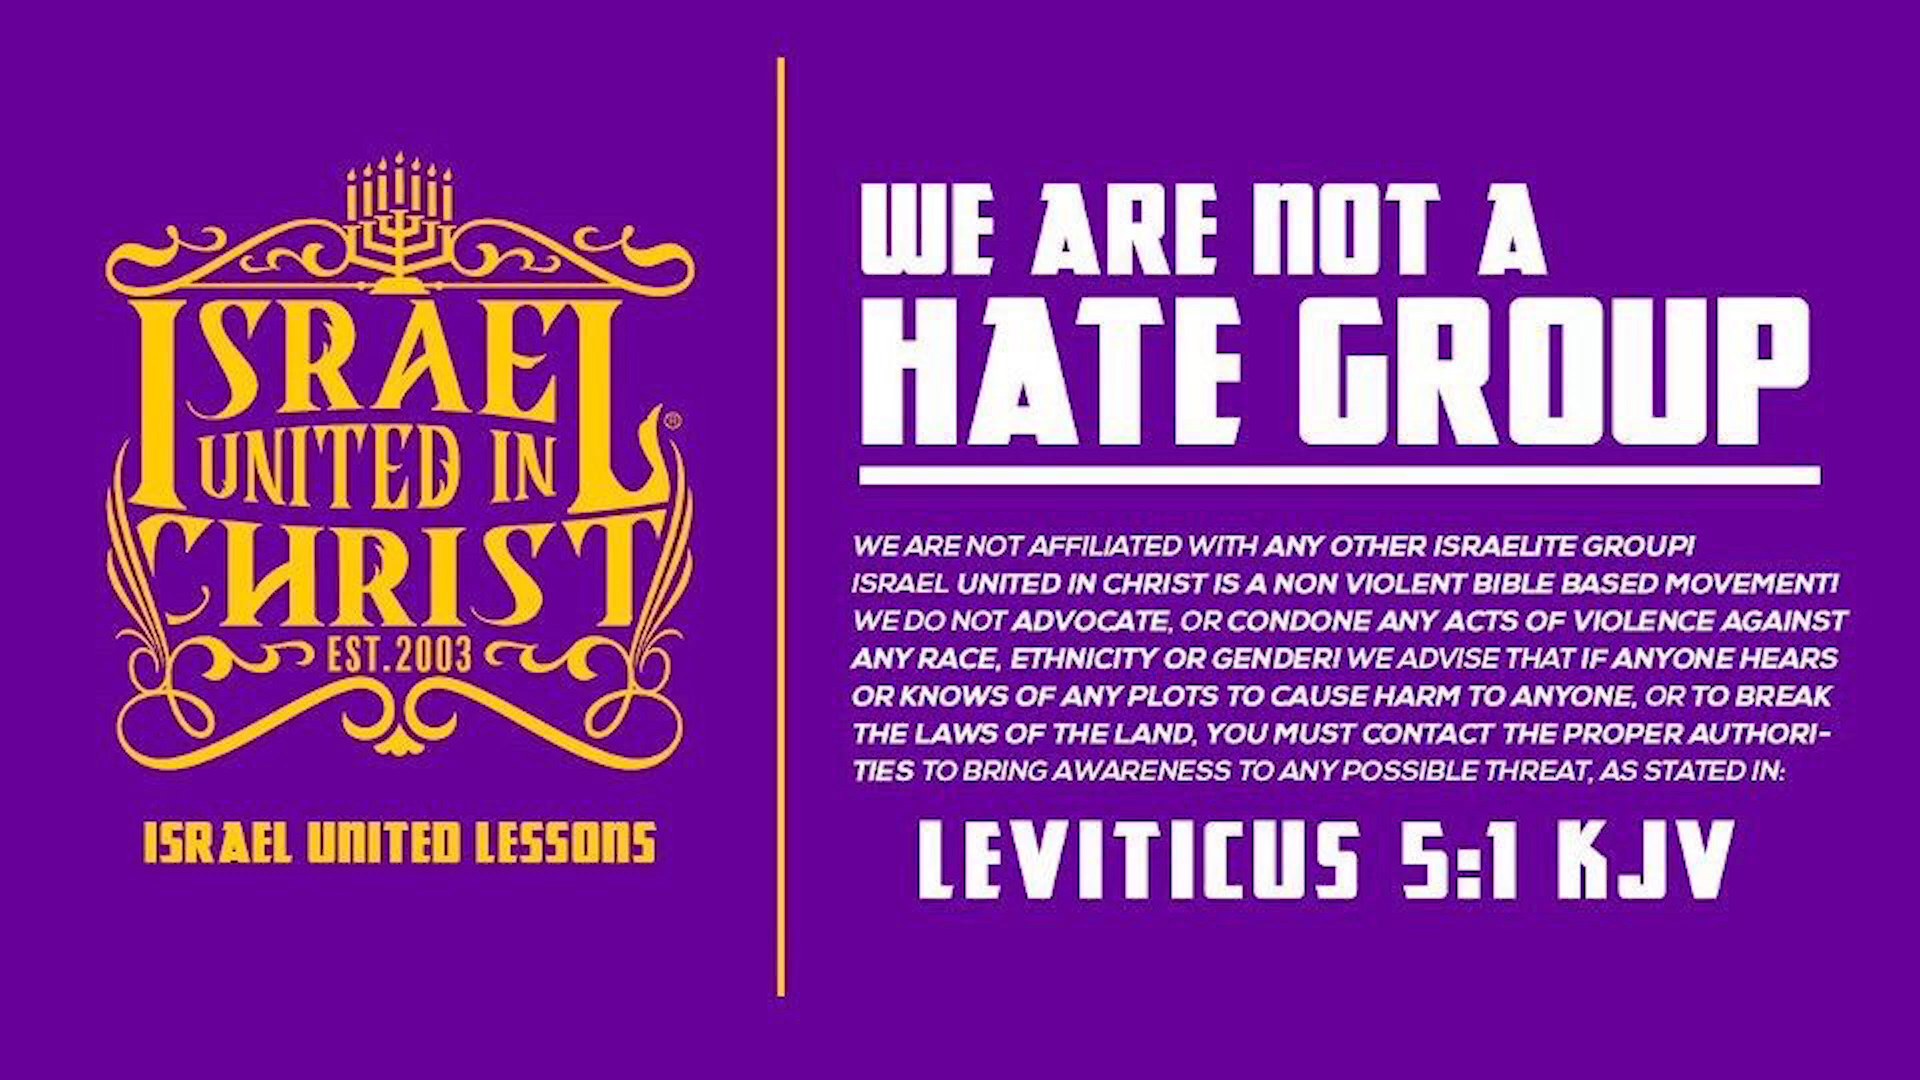 ISRAEL
UNITED IN
CHRIST®
EST.2003
ISRAEL UNITED LESSONS
WE ARE NOT A
HATE GROUP
WE ARE NOT AFFILIATED WITH ANY OTHER ISRAELITE GROUP!
ISRAEL UNITED IN CHRIST IS A NON VIOLENT BIBLE BASED MOVEMENT!
WE DO NOT ADVOCATE, OR CONDONE ANY ACTS OF VIOLENCE AGAINST
ANY RACE, ETHNICITY OR GENDER! WE ADVISE THAT IF ANYONE HEARS
OR KNOWS OF ANY PLOTS TO CAUSE HARM TO ANYONE, OR TO BREAK
THE LAWS OF THE LAND, YOU MUST CONTACT THE PROPER AUTHORI-
TIES TO BRING AWARENESS TO ANY POSSIBLE THREAT, AS STATED IN:
LEVITICUS 5:1 KJV